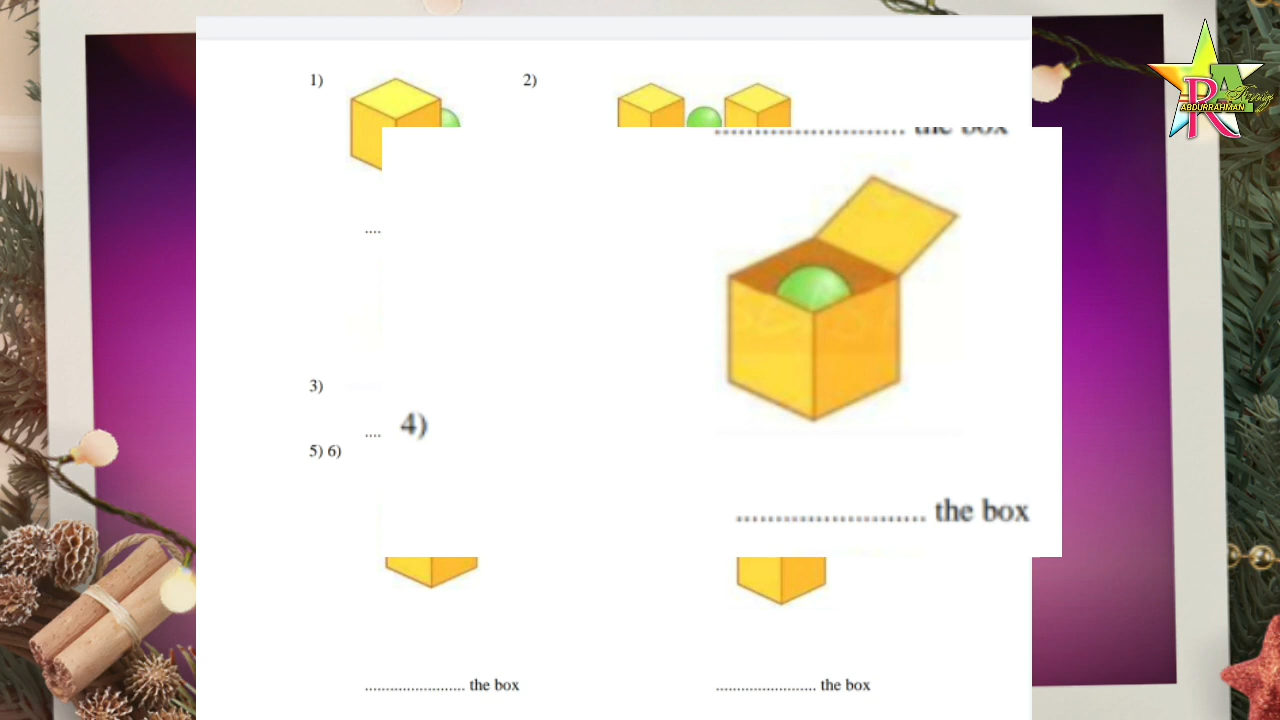 1)
2)
........................ the box
....
3)
....
4)
5) 6)
........................ the box
........................ the box
........................ the box
R A
ABDURRAHMAN